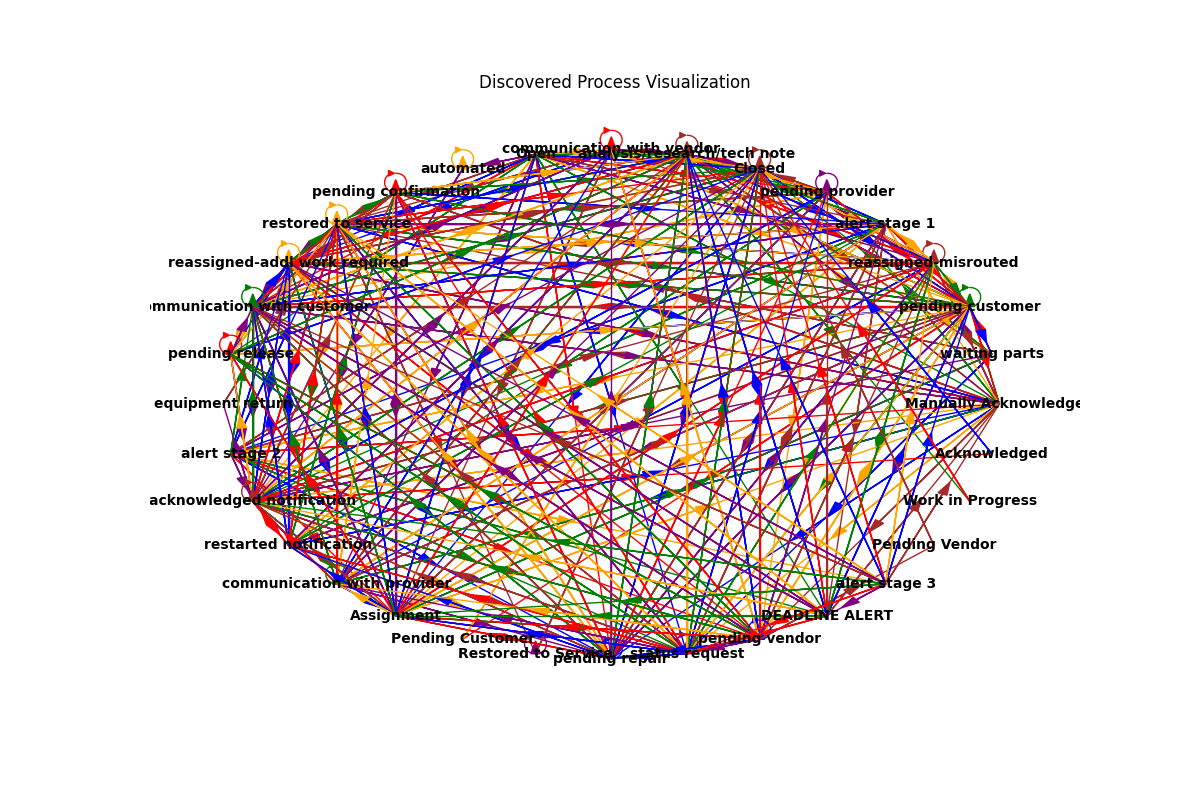 Discovered Process Visualization
communication with vendor
Open
analysis/research/tech note
automated
Closed
pending confirmation
pending provider
restored to service
alert stage 1
reassigned-addl work required
reassigned-misrouted
ommunication with customer
pending customer
pending release
waiting parts
equipment return
Manually Acknowledge
alert stage 2
Acknowledged
acknowledged notification
Work in Progress
restarted notification
Pending Vendor
communication with provider
alert stage 3
Assignment
DEADLINE ALERT
Pending Customer
pending vendor
Restored to Service
status request
pending repair